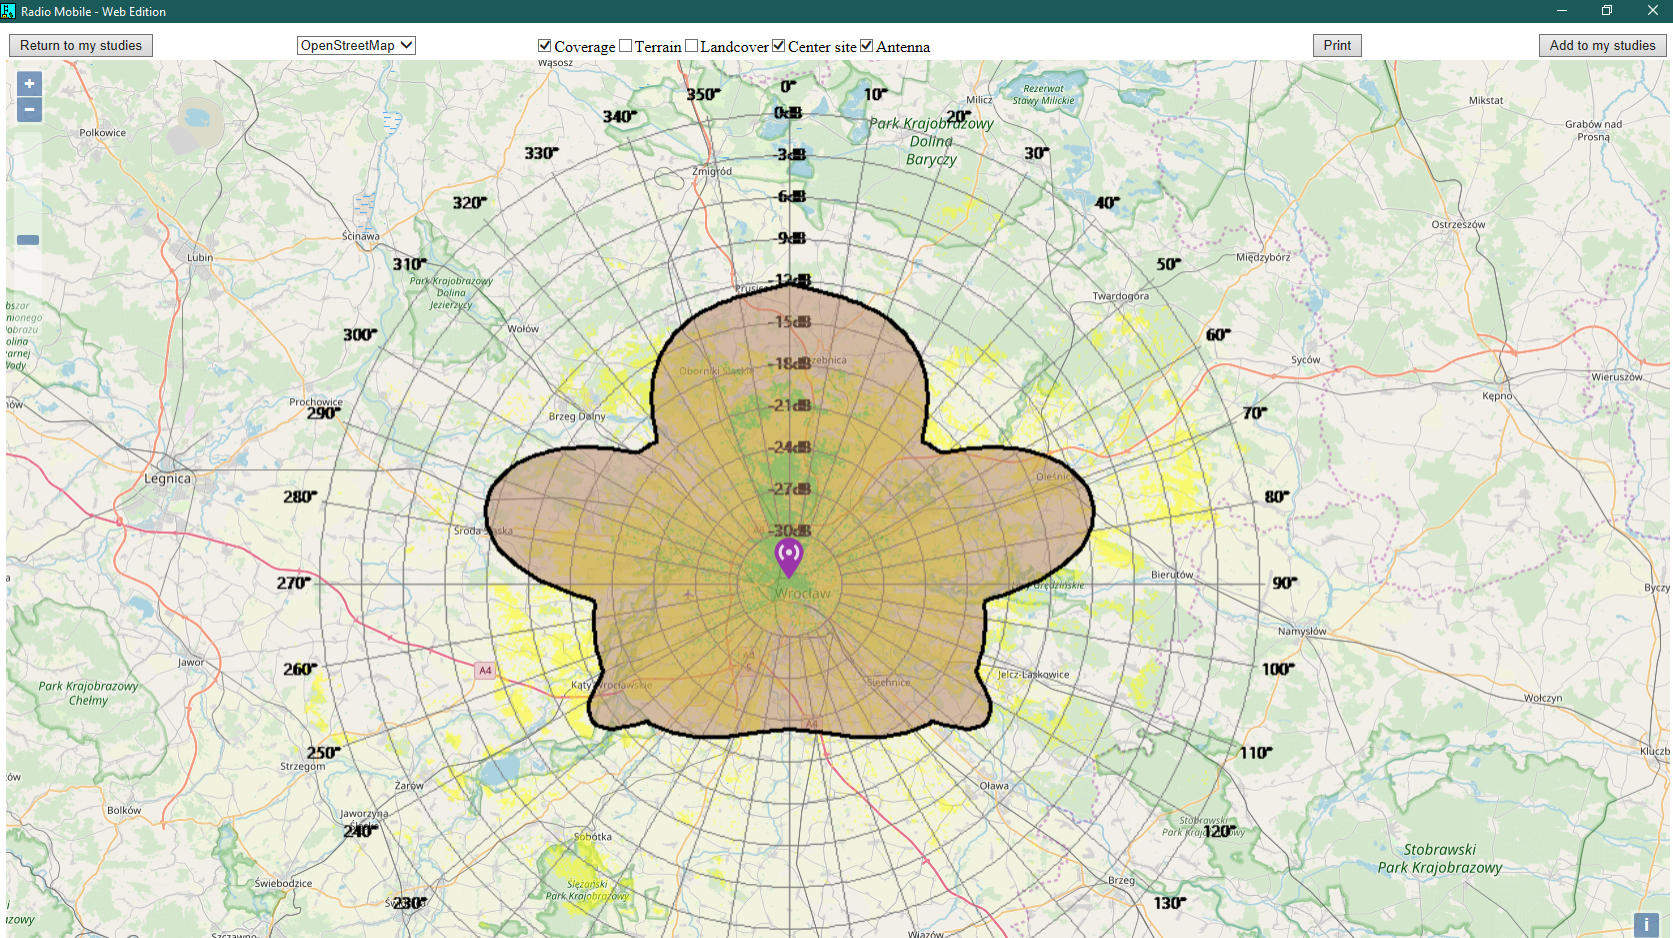 Radio Mobile - Web Edition
Return to my studies
OpenStreetMap
Coverage Terrain Landcover Center site Antenna
Print
Add to my studies
+
−
Wąsosz
0°
350°
10°
Milicz
Rezerwat
Stawy Milickie
Mikstat
340°
0dB
20°
Park Krajobrazowy
Dolina
Baryczy
Grabów nad
Prosną
Polkowice
330°
-3dB
30°
Żmigród
320°
-6dB
40°
Ostrzeszów
Ścinawa
-9dB
Lubin
310°
50°
Międzybórz
Park Krajobrazowy
Dolina
Jezierzycy
-12dB
Twardogóra
Wołów
-15dB
300°
60°
Syców
-18dB
Oborniki Śląskie
Wieruszów
Kępno
Prochowice
290°
Brzeg Dolny
-21dB
70°
-24dB
Legnica
Oleśnica
280°
-27dB
80°
Środa Śląska
-30dB
270°
90°
Bierutów
Wrocław
Namysłów
Jawor
260°
A4
A4
100°
Jelcz-Laskowice
Kąty Wrocławskie
Siechnice
Park Krajobrazowy
Chełmy
Wołczyn
A4
250°
110°
Strzegom
Żarów
Oława
Bolków
Jaworzyna
240°
Stobrawski
Park Krajobrazowy
120°
Sobótka
Stobrawski
Park Krajobrazowy
Świebodzice
Ślężański
Park Krajobrazowy
Brzeg
230°
130°
i